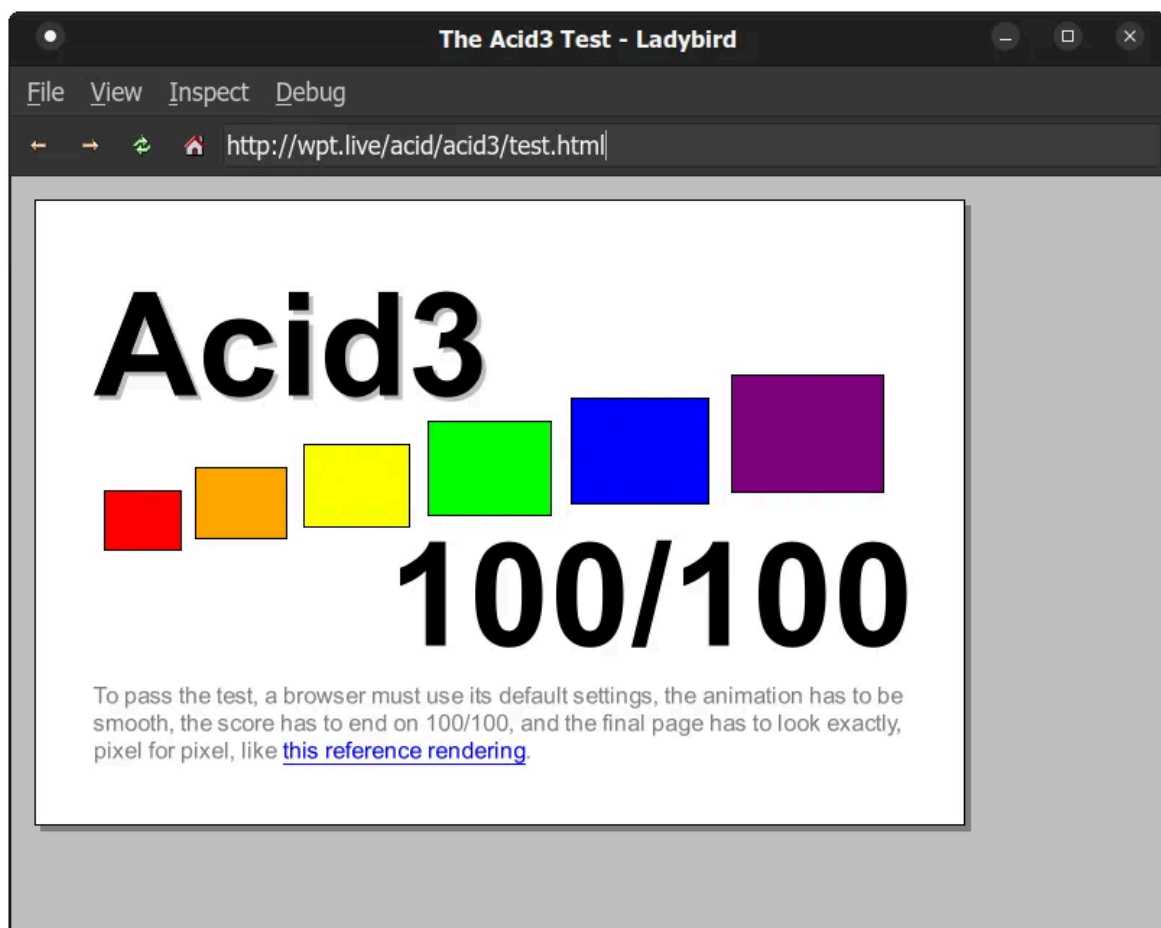 The Acid3 Test - Ladybird
File View Inspect Debug
http://wpt.live/acid/acid3/test.html
Acid3
100/100
To pass the test, a browser must use its default settings, the animation has to be
smooth, the score has to end on 100/100, and the final page has to look exactly,
pixel for pixel, like this reference rendering.